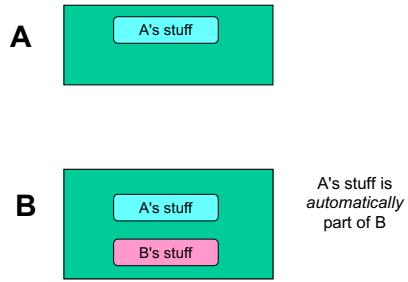 A
A's stuff
B
A's stuff
B's stuff
A's stuff is
automatically
part of B